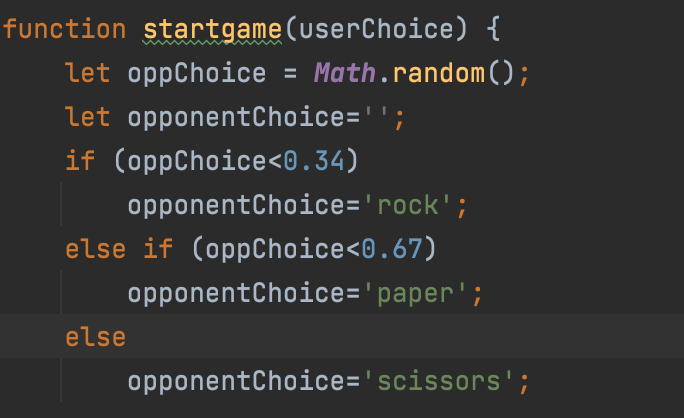 function startgame(userChoice) {
    let oppChoice = Math.random();
    let opponentChoice='';
    if (oppChoice<0.34)
        opponentChoice='rock';
    else if (oppChoice<0.67)
        opponentChoice='paper';
    else
        opponentChoice='scissors';